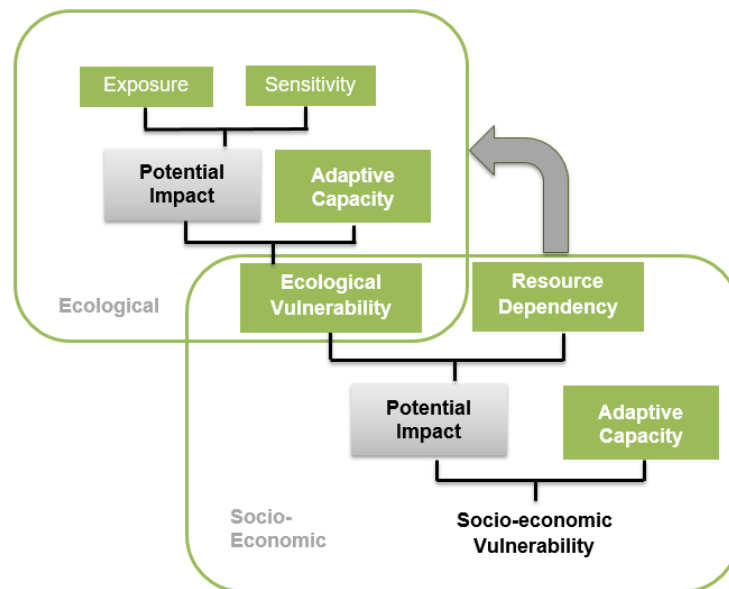 Exposure
Sensitivity
Potential
Impact
Adaptive
Capacity
Ecological
Ecological
Vulnerability
Resource
Dependency
Potential
Impact
Adaptive
Capacity
Socio-
Economic
Socio-economic
Vulnerability